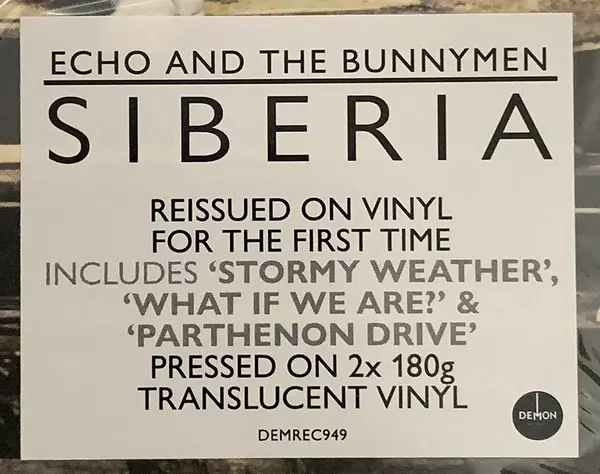 ECHO AND THE BUNNYMEN
SIBERIA
REISSUED ON VINYL
FOR THE FIRST TIME
INCLUDES ‘STORMY WEATHER’,
‘WHAT IF WE ARE?’ &
‘PARTHENON DRIVE’
PRESSED ON 2x 180g
TRANSLUCENT VINYL
DEMREC949
DEMON